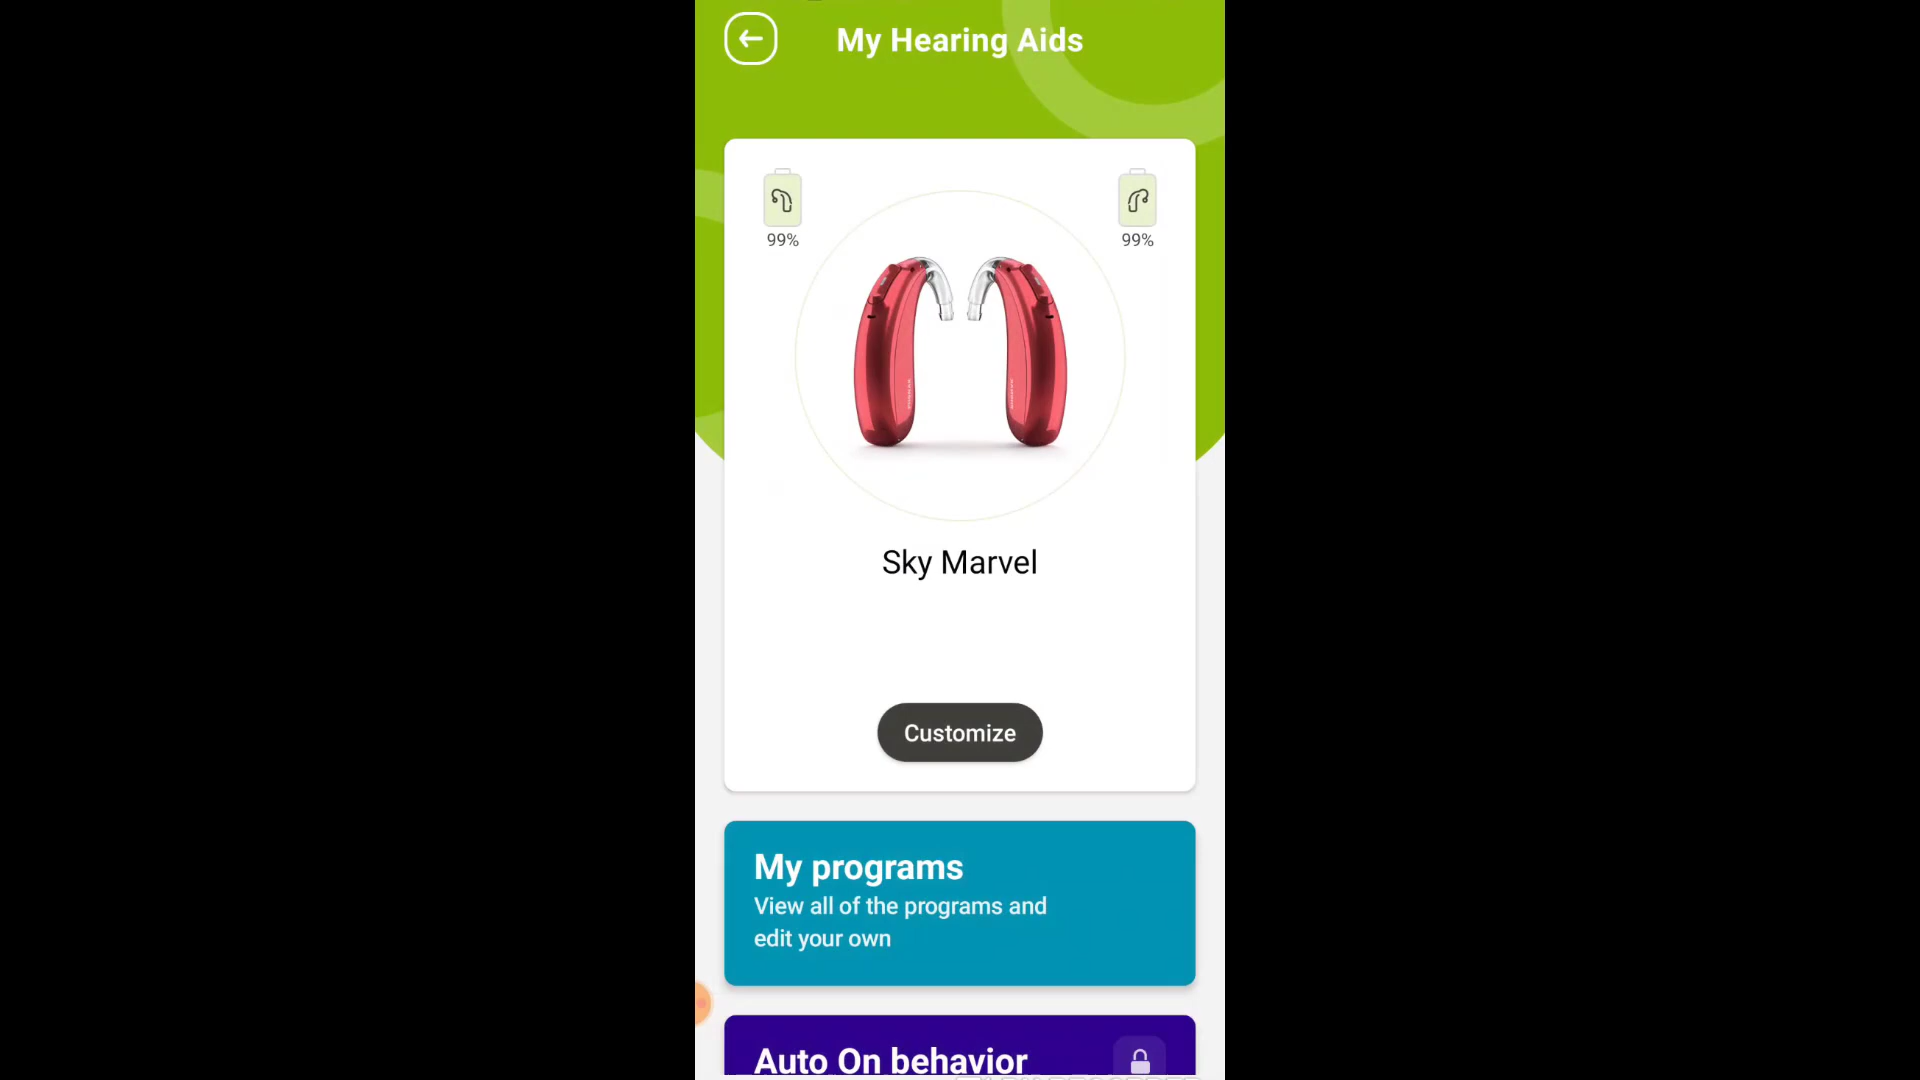 My Hearing Aids
99%
99%
Sky Marvel
Customize
My programs
View all of the programs and
edit your own
Auto On behavior